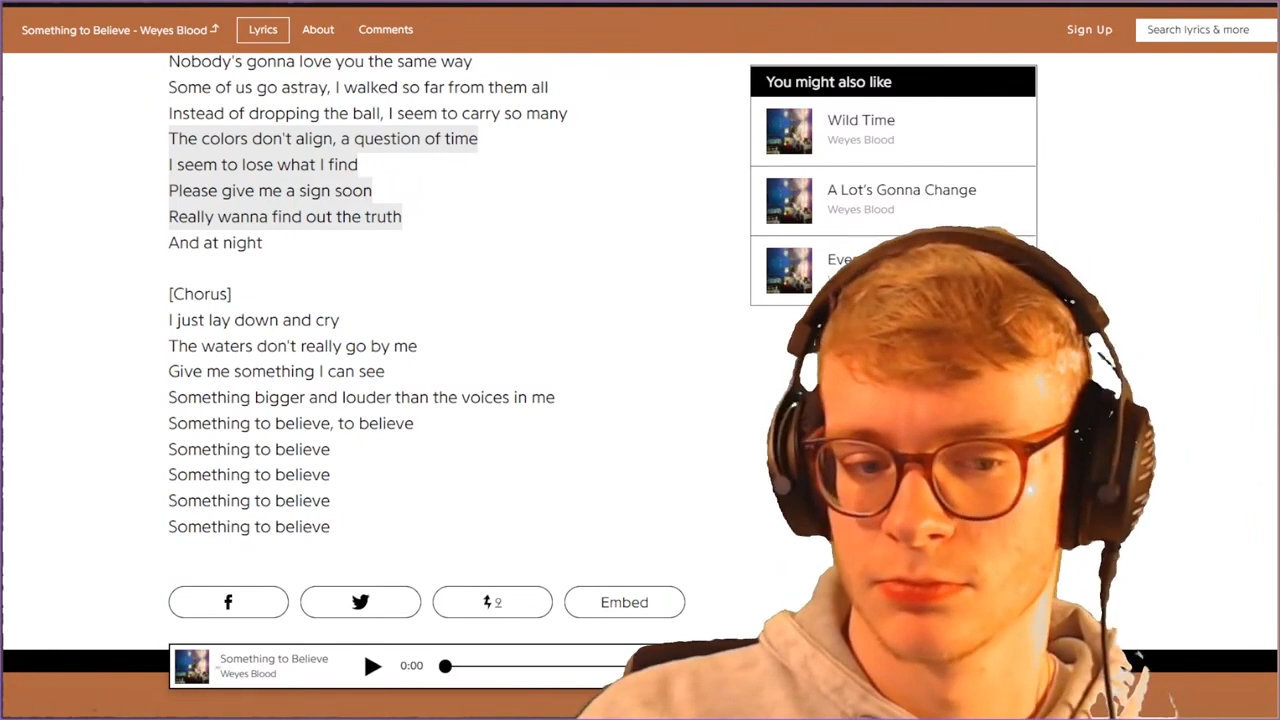 Something to Believe - Weyes Blood
Lyrics
About
Comments
Sign Up
Search lyrics & more
Nobody's gonna love you the same way
Some of us go astray, I walked so far from them all
Instead of dropping the ball, I seem to carry so many
The colors don't align, a question of time
I seem to lose what I find
Please give me a sign soon
Really wanna find out the truth
And at night
[Chorus]
I just lay down and cry
The waters don't really go by me
Give me something I can see
Something bigger and louder than the voices in me
Something to believe, to believe
Something to believe
Something to believe
Something to believe
Something to believe
2
Embed
Something to Believe
Weyes Blood
0:00
You might also like
Wild Time
Weyes Blood
A Lot's Gonna Change
Weyes Blood